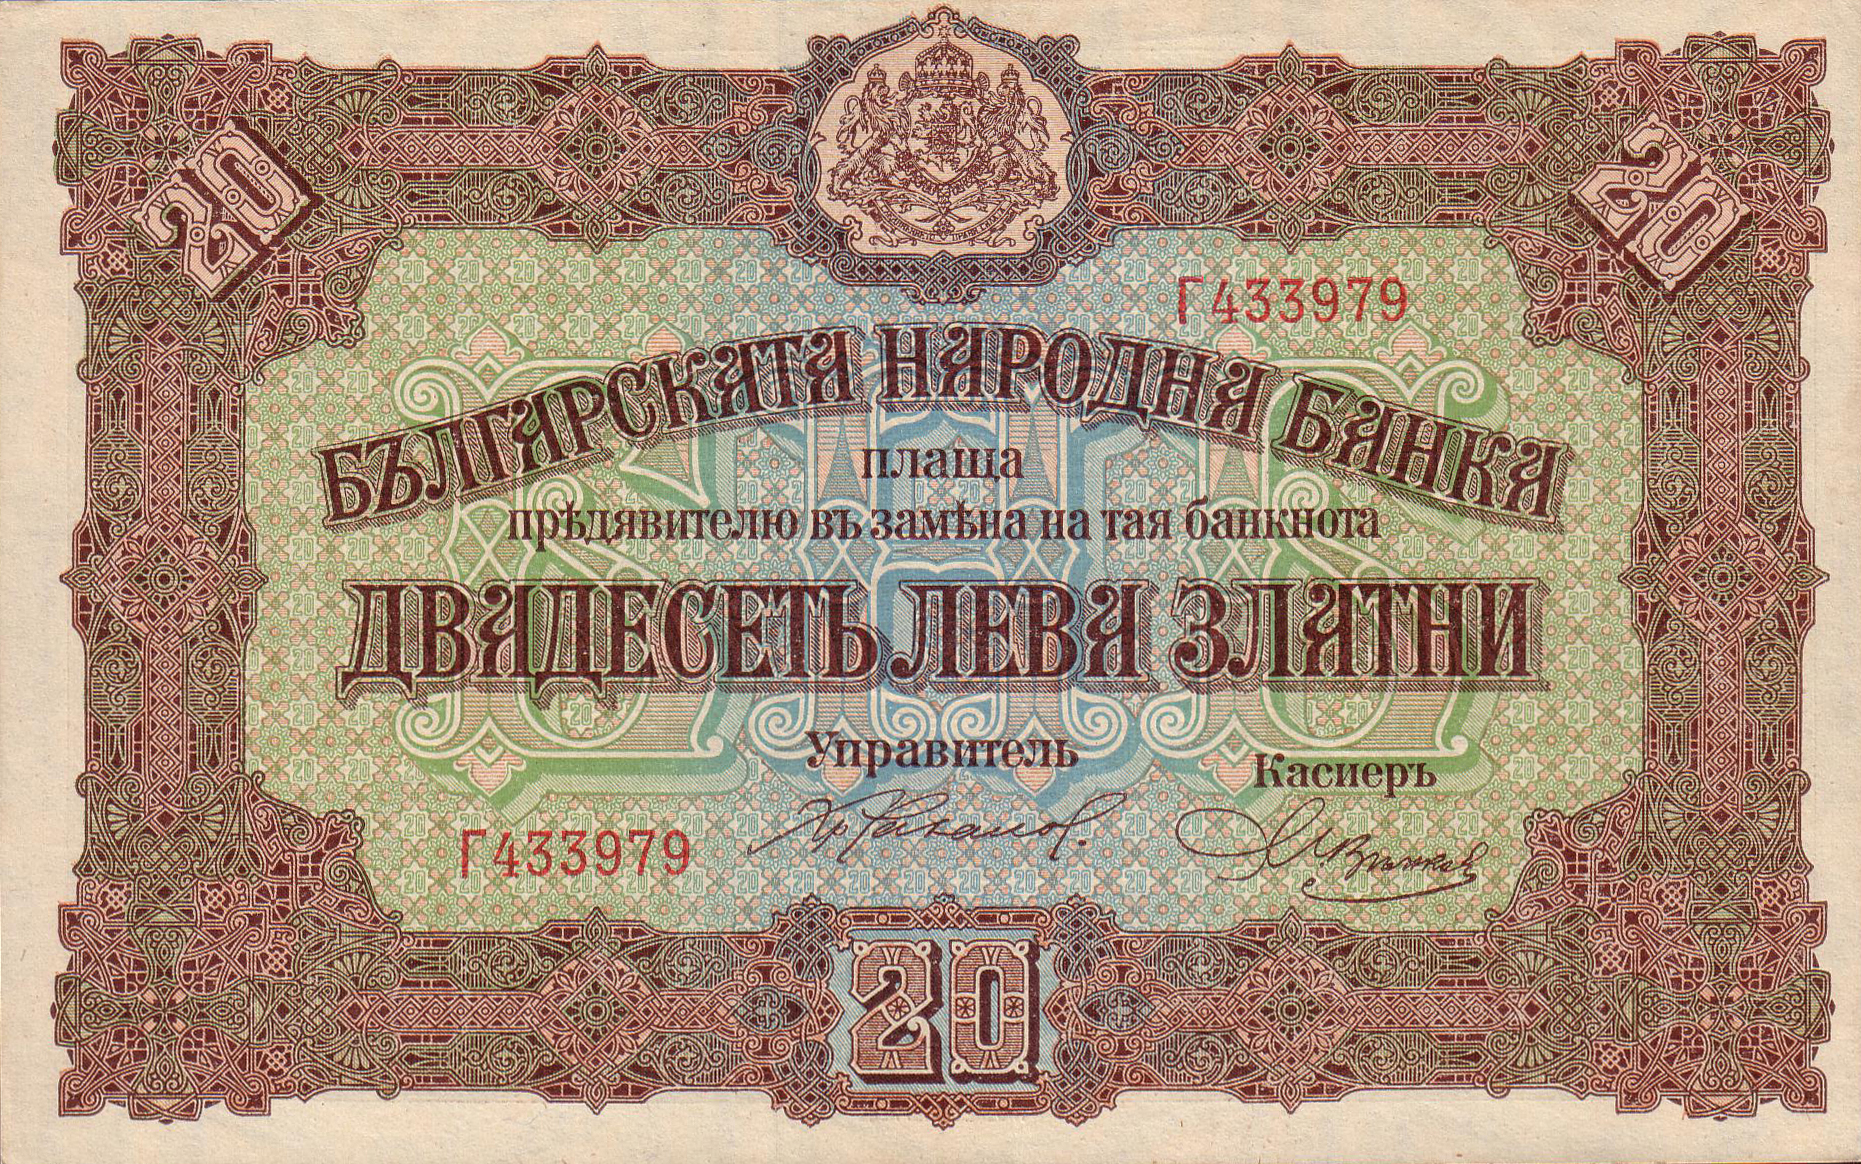 20
20
Г433979
БЪЛГАРСКАТА НАРОДНА БАНКА
плаща
прѣдявителю въ замѣна на тая банкнота
ДВАДЕСЕТЬ ЛЕВА ЗЛАТНИ
Управитель
Касиеръ
Г433979
20